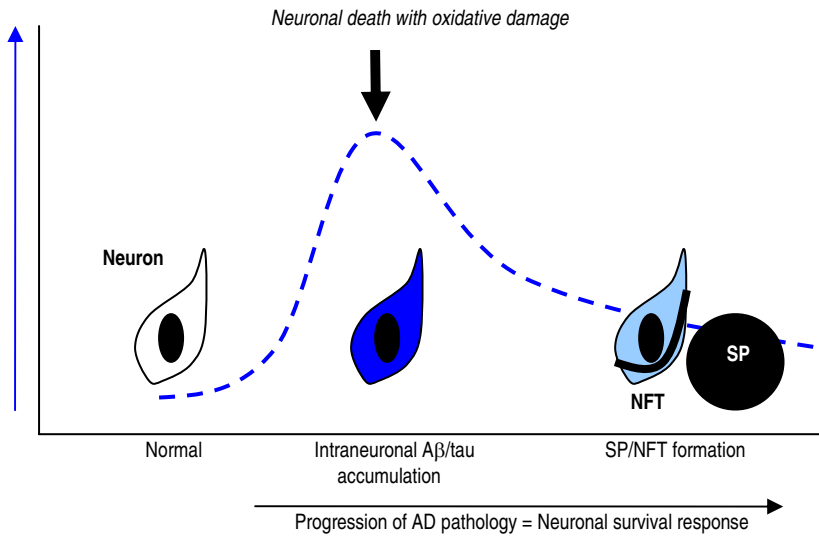 Neuronal death with oxidative damage
Neuron
SP
NFT
Normal
Intraneuronal Aβ/tau
accumulation
SP/NFT formation
Progression of AD pathology = Neuronal survival response